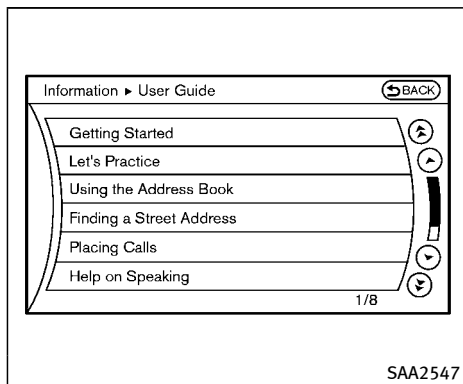 Information ▸ User Guide
BACK
Getting Started
Let's Practice
Using the Address Book
Finding a Street Address
Placing Calls
Help on Speaking
1/8
SAA2547